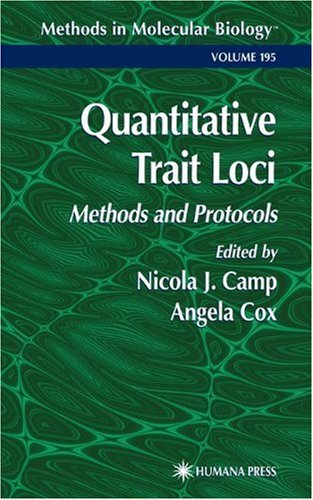 Methods in Molecular Biology™
VOLUME 195
Quantitative
Trait Loci
Methods and Protocols
Edited by
Nicola J. Camp
Angela Cox
HUMANA PRESS